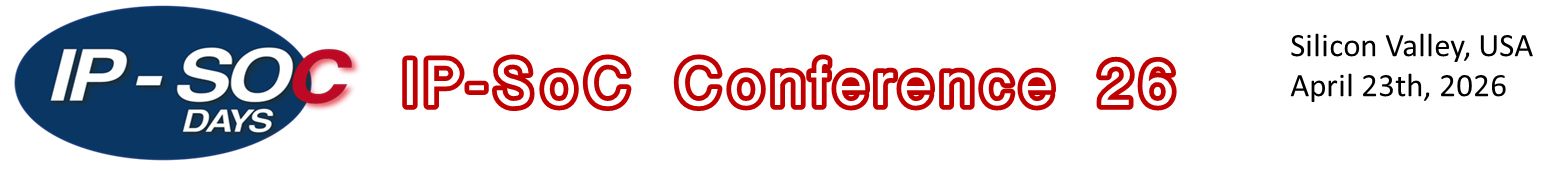 IP - SOC
DAYS
IP-SoC Conference 26
Silicon Valley, USA
April 23th, 2026